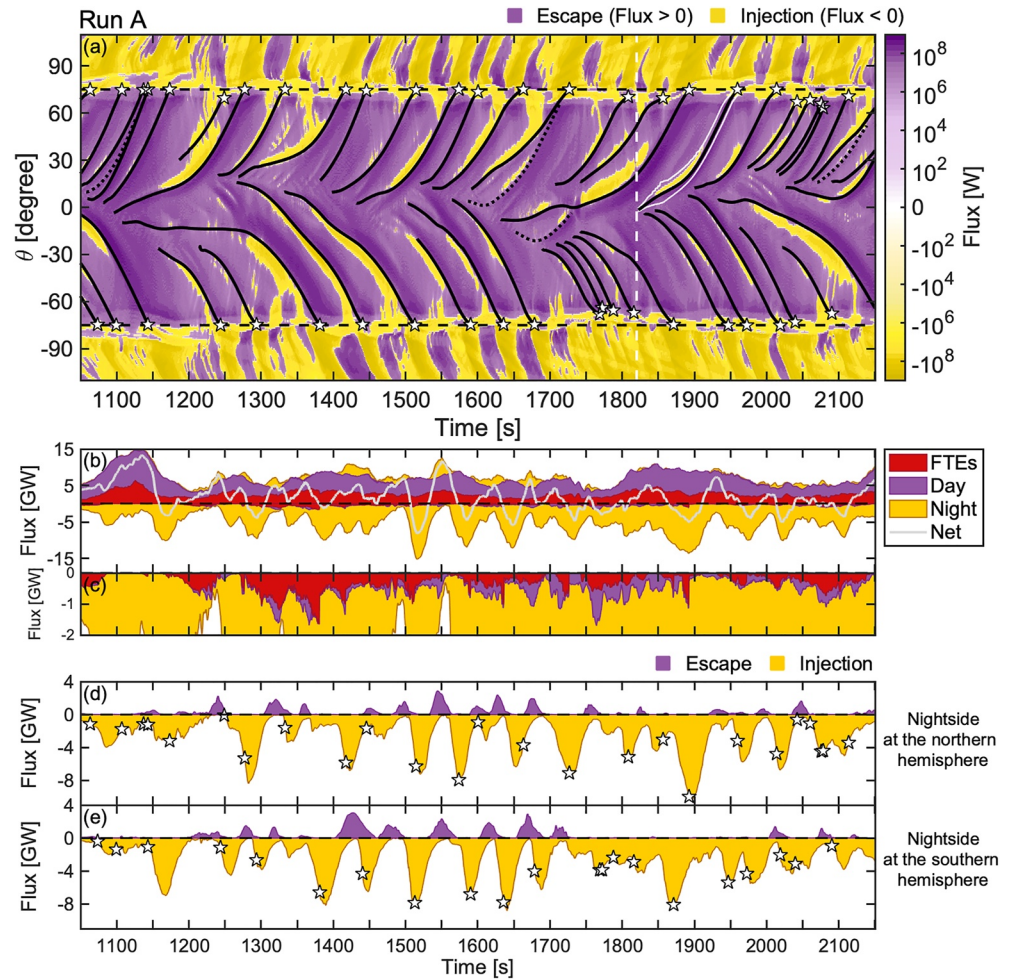 Run A
Escape (Flux > 0) Injection (Flux < 0)
(a)
90
60
30
0
-30
-60
-90
θ [degree]
1100 1200 1300 1400 1500 1600 1700 1800 1900 2000 2100
Time [s]
10^8
10^6
10^4
10^2
0
-10^2
-10^4
-10^6
-10^8
Flux [W]
(b)
15
5
-5
-15
Flux [GW]
FTEs
Day
Night
Net
(c)
0
-1
-2
Flux [GW]
Escape Injection
(d)
4
0
-4
-8
Flux [GW]
Nightside
at the northern
hemisphere
(e)
4
0
-4
-8
Flux [GW]
Nightside
at the southern
hemisphere
1100 1200 1300 1400 1500 1600 1700 1800 1900 2000 2100
Time [s]